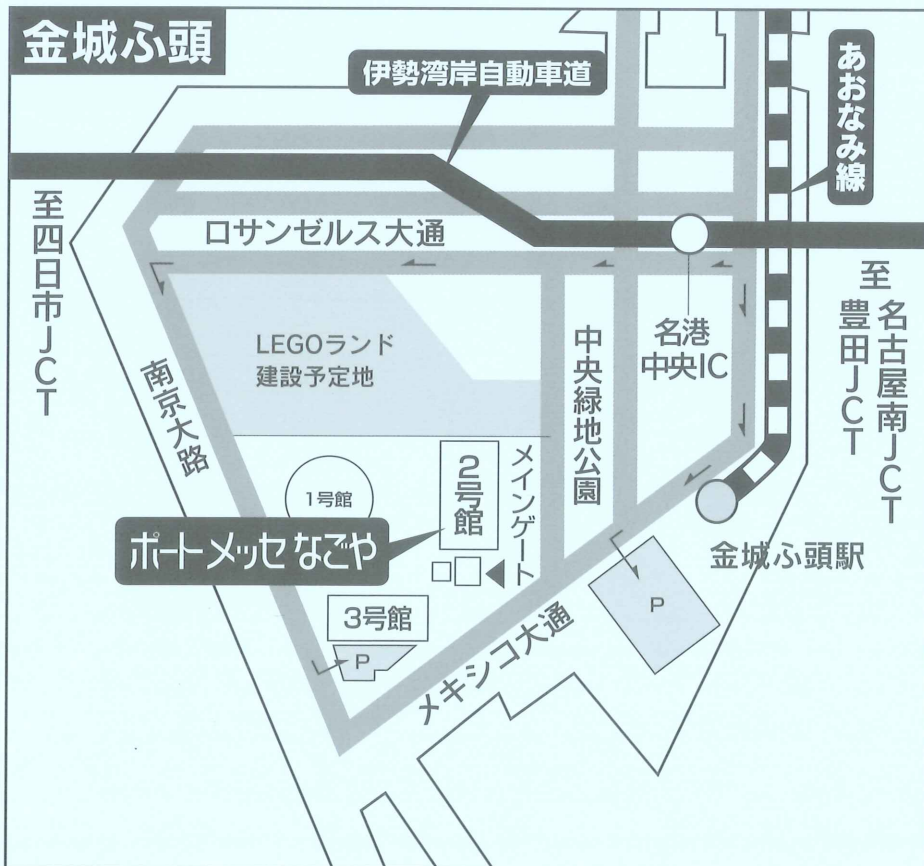 金城ふ頭
伊勢湾岸自動車道
あおなみ線
至四日市JCT
ロサンゼルス大通
至
名古屋南JCT
豊田JCT
名港
中央IC
LEGOランド
建設予定地
南京大路
中央緑地公園
1号館
2号館
メインゲート
ポートメッセなごや
金城ふ頭駅
3号館
P
P
メキシコ大通